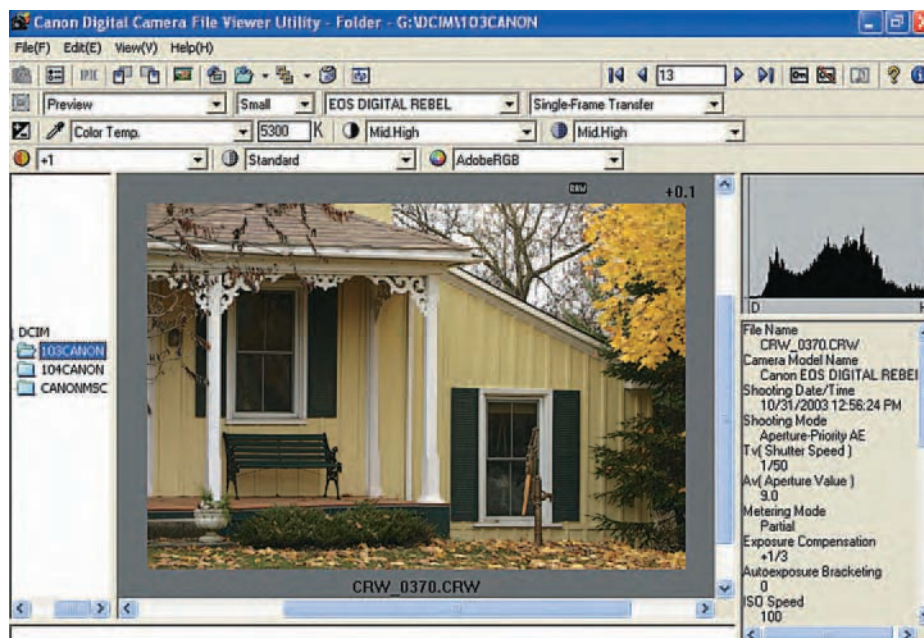 Canon Digital Camera File Viewer Utility - Folder - G:\DCIM\103CANON
File(F) Edit(E) View(V) Help(H)
13
Preview Small EOS DIGITAL REBEL Single-Frame Transfer
Color Temp. 5300 K Mid.High Mid.High
+1 Standard AdobeRGB
RAW +0.1
DCIM
103CANON
104CANON
CANONMSC
CRW_0370.CRW
D
File Name
CRW_0370.CRW
Camera Model Name
Canon EOS DIGITAL REBEL
Shooting Date/Time
10/31/2003 12:56:24 PM
Shooting Mode
Aperture-Priority AE
Tv( Shutter Speed )
1/50
Av( Aperture Value )
9.0
Metering Mode
Partial
Exposure Compensation
+1/3
Autoexposure Bracketing
0
ISO Speed
100